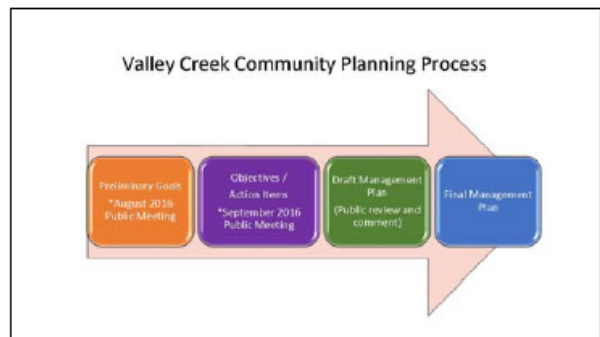 Valley Creek Community Planning Process
Preliminary Goals
*August 2016
Public Meeting
Objectives /
Action Items
*September 2016
Public Meeting
Draft Management
Plan
(Public review and
comment)
Final Management
Plan